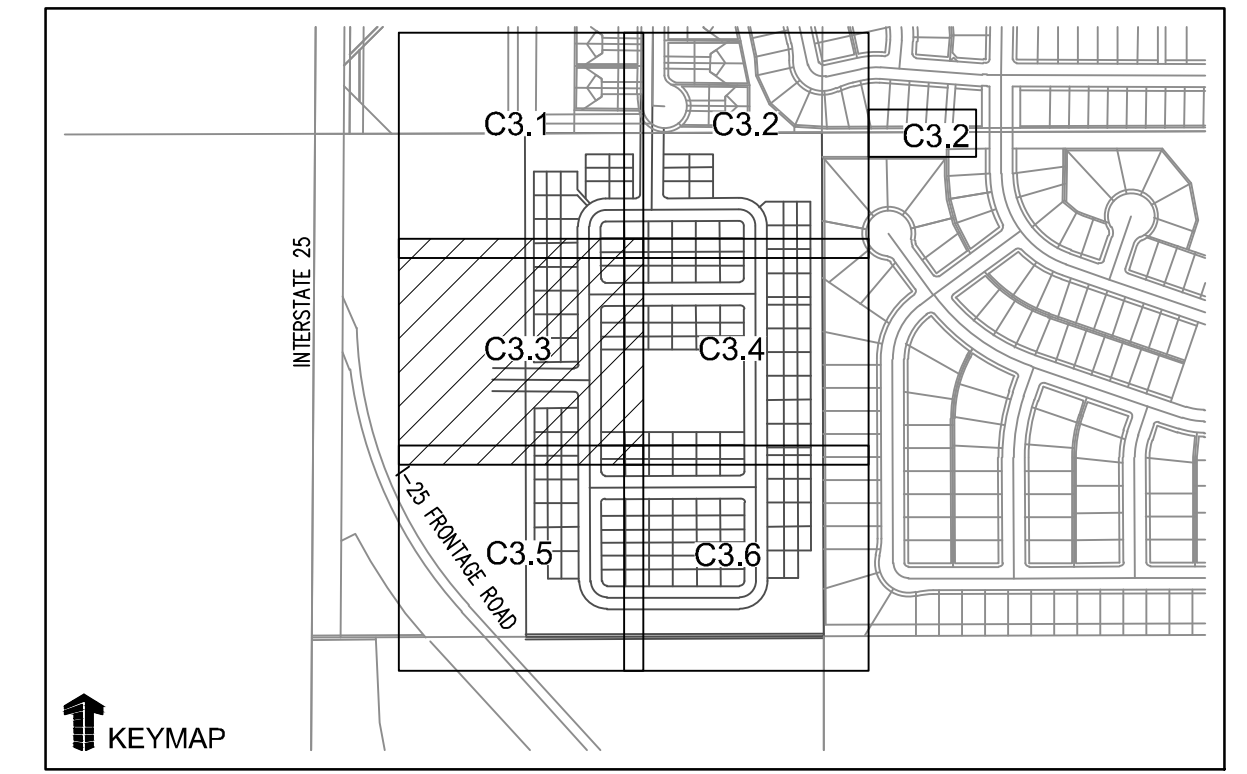 C3.1
C3.2
C3.2
INTERSTATE 25
C3.3
C3.4
I-25 FRONTAGE ROAD
C3.5
C3.6
KEYMAP